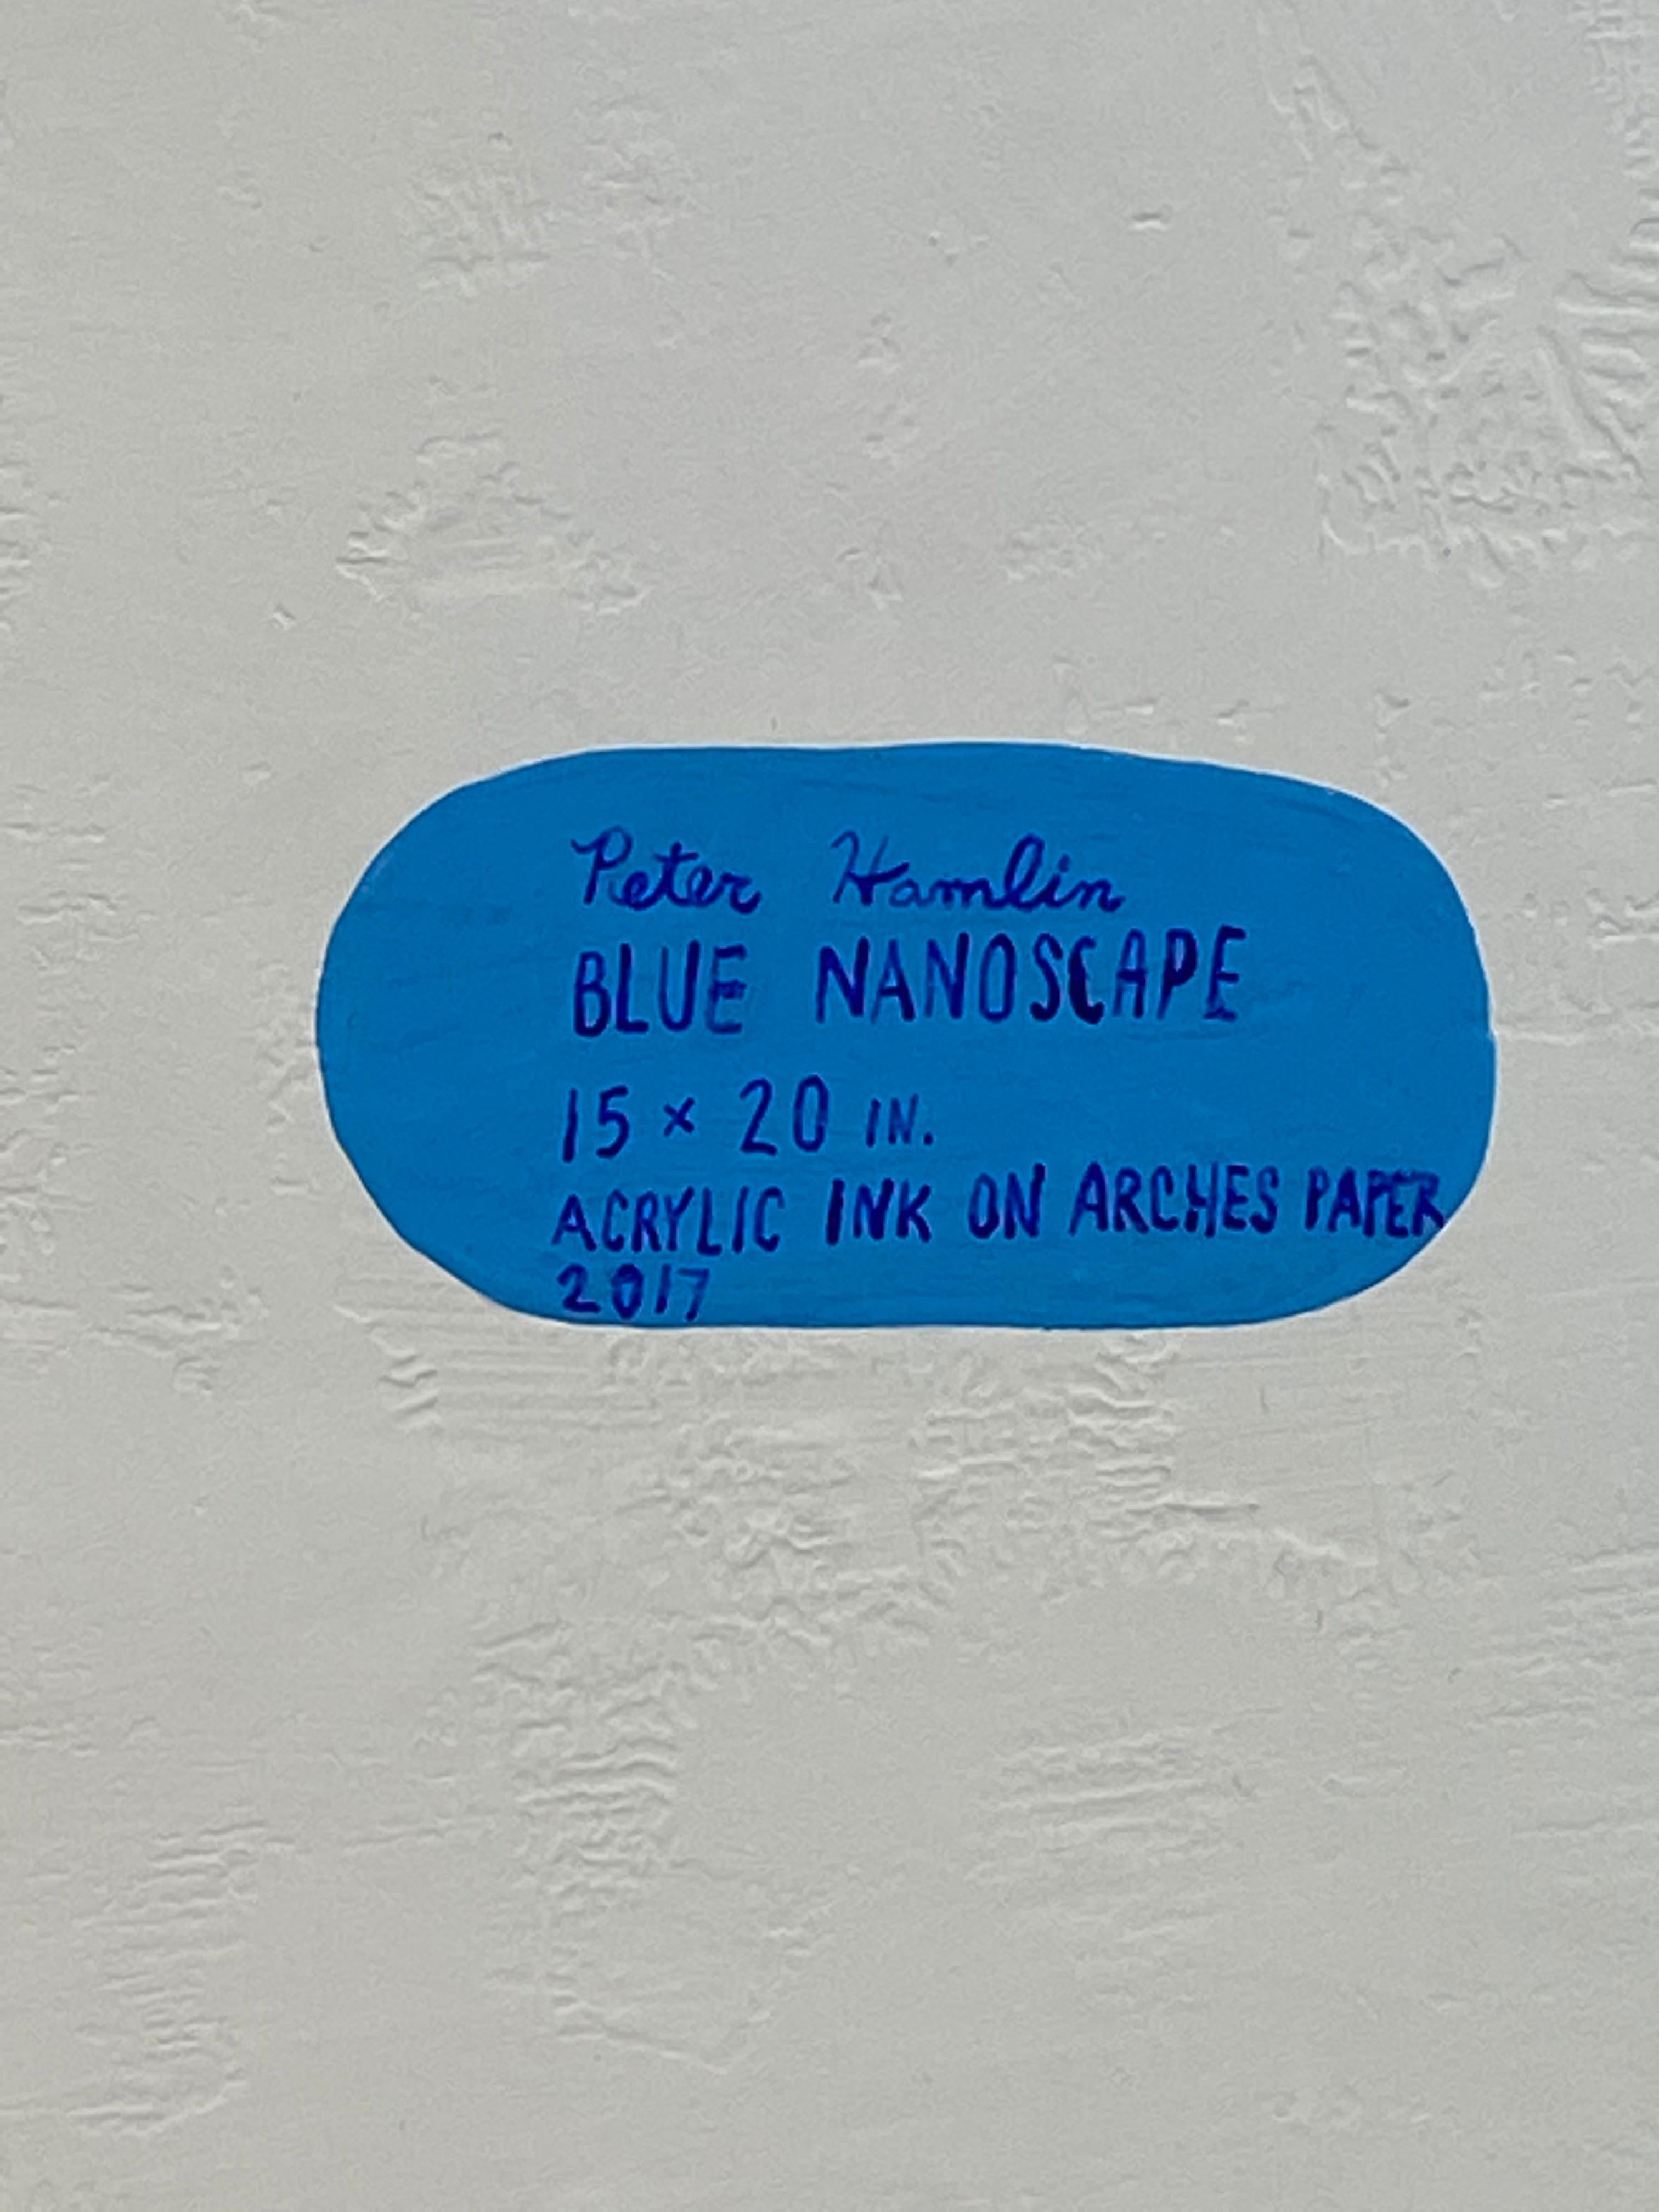 Peter Hamlin
BLUE NANOSCAPE
15 x 20 IN.
ACRYLIC INK ON ARCHES PAPER
2017